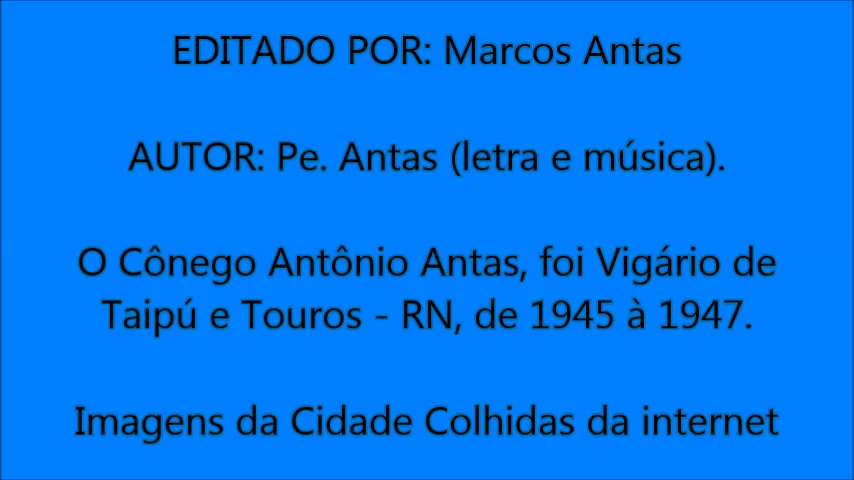 EDITADO POR: Marcos Antas
AUTOR: Pe. Antas (letra e música).
O Cônego Antônio Antas, foi Vigário de
Taipú e Touros - RN, de 1945 à 1947.
Imagens da Cidade Colhidas da internet